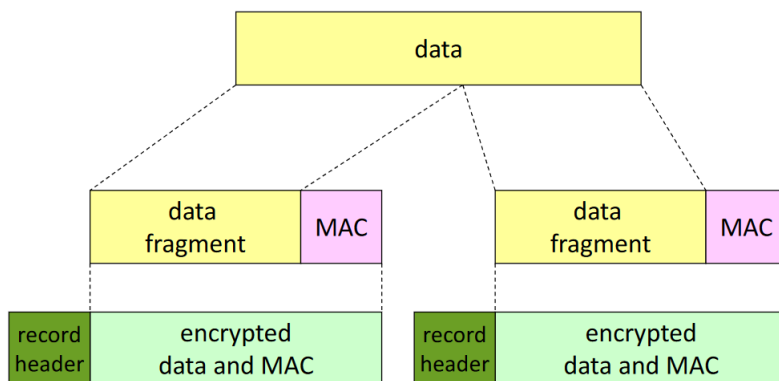 data
data
fragment
MAC
data
fragment
MAC
record
header
encrypted
data and MAC
record
header
encrypted
data and MAC